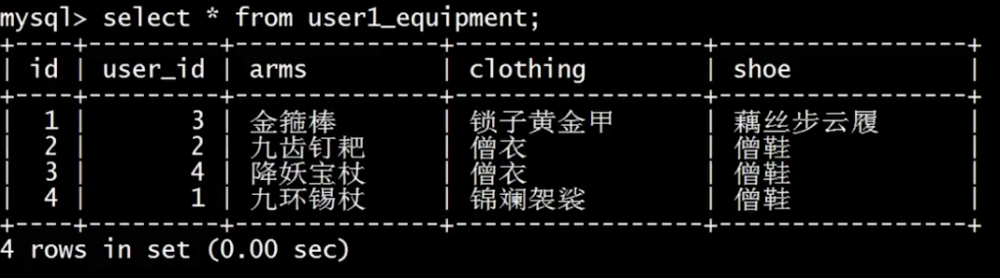 mysql> select * from user1_equipment;
+----+---------+--------------+-----------------+-----------------+
| id | user_id | arms | clothing | shoe |
+----+---------+--------------+-----------------+-----------------+
| 1 | 3 | 金箍棒 | 锁子黄金甲 | 藕丝步云履 |
| 2 | 2 | 九齿钉耙 | 僧衣 | 僧鞋 |
| 3 | 4 | 降妖宝杖 | 僧衣 | 僧鞋 |
| 4 | 1 | 九环锡杖 | 锦斓袈裟 | 僧鞋 |
+----+---------+--------------+-----------------+-----------------+
4 rows in set (0.00 sec)